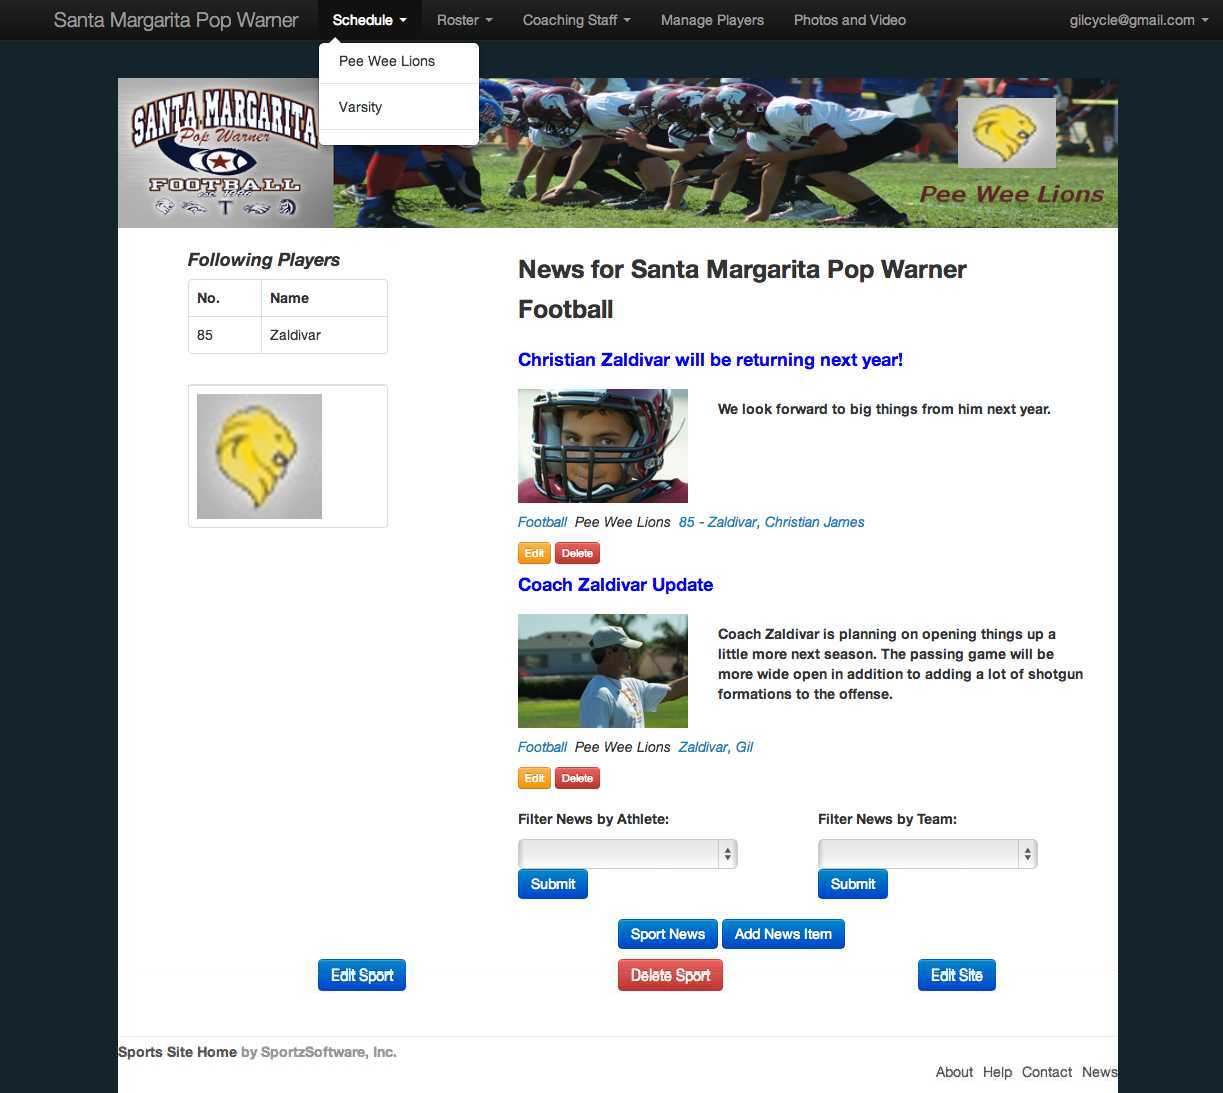 Santa Margarita Pop Warner Schedule Roster Coaching Staff Manage Players Photos and Video gilcycle@gmail.com
Pee Wee Lions
Varsity
SANTA MARGARITA
Pop Warner
FOOTBALL
Pee Wee Lions
Following Players
No. Name
85 Zaldivar
News for Santa Margarita Pop Warner
Football
Christian Zaldivar will be returning next year!
We look forward to big things from him next year.
Football Pee Wee Lions 85 - Zaldivar, Christian James
Edit Delete
Coach Zaldivar Update
Coach Zaldivar is planning on opening things up a
little more next season. The passing game will be
more wide open in addition to adding a lot of shotgun
formations to the offense.
Football Pee Wee Lions Zaldivar, Gil
Edit Delete
Filter News by Athlete: Filter News by Team:
Submit Submit
Sport News Add News Item
Edit Sport Delete Sport Edit Site
Sports Site Home by SportzSoftware, Inc.
About Help Contact News